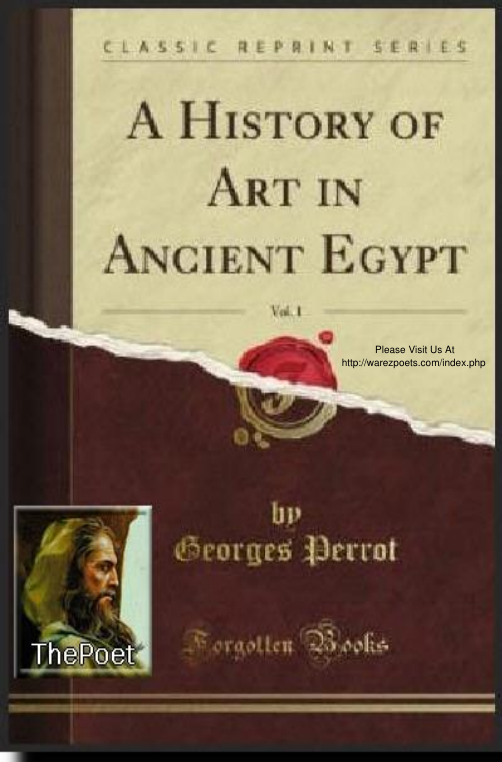 CLASSIC REPRINT SERIES
A HISTORY OF
ART IN
ANCIENT EGYPT
Vol. 1
Please Visit Us At
http://warezpoets.com/index.php
F
by
Georges Perrot
ThePoet
Forgotten Books